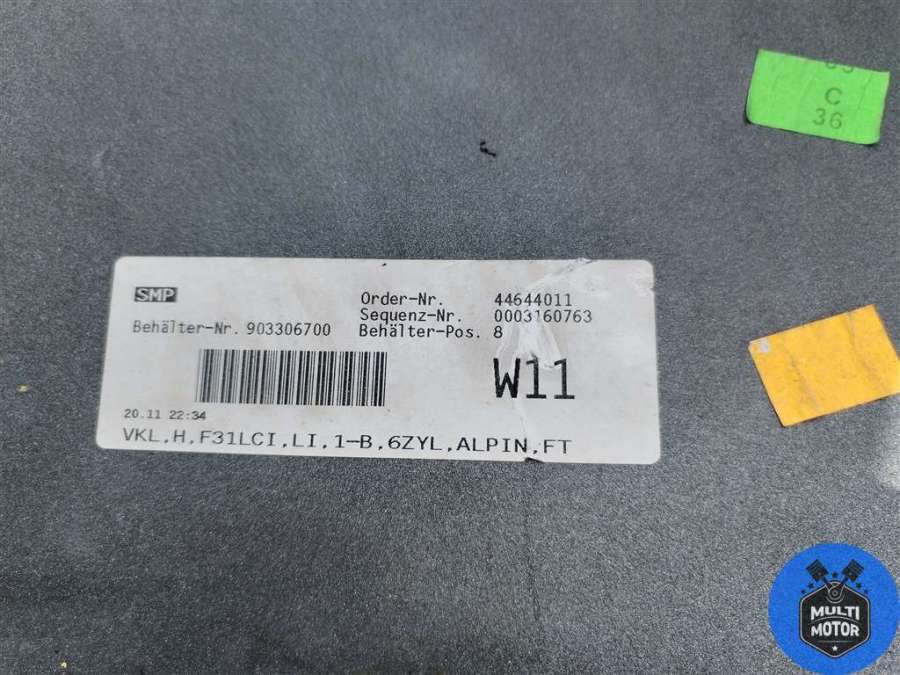 C
36
SMP
Order-Nr. 44644011
Sequenz-Nr. 0003160763
Behälter-Nr. 903306700 Behälter-Pos. 8
W11
20.11 22:34
VKL,H,F31LCI,LI,1-B,6ZYL,ALPIN,FT
MULTI
MOTOR